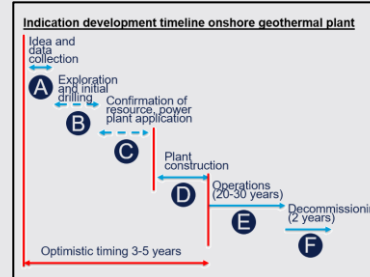 Indication development timeline onshore geothermal plant
Idea and
data
collection
A
Exploration
and initial
drilling
B
Confirmation of
resource, power
plant application
C
Plant
construction
D
Operations
(20-30 years)
E
Decommissioning
(2 years)
F
Optimistic timing 3-5 years